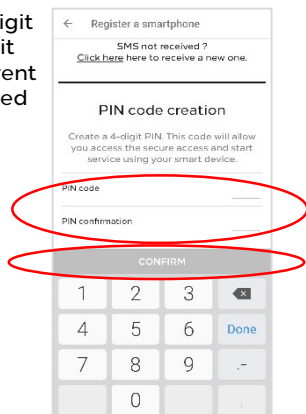 igit
it
rent
ed
Register a smartphone
SMS not received ?
Click here here to receive a new one.
PIN code creation
Create a 4-digit PIN. This code will allow
you access the secure access and start
service using your smart device.
PIN code
PIN confirmation
CONFIRM
1 2 3
4 5 6 Done
7 8 9 .-
0 ,